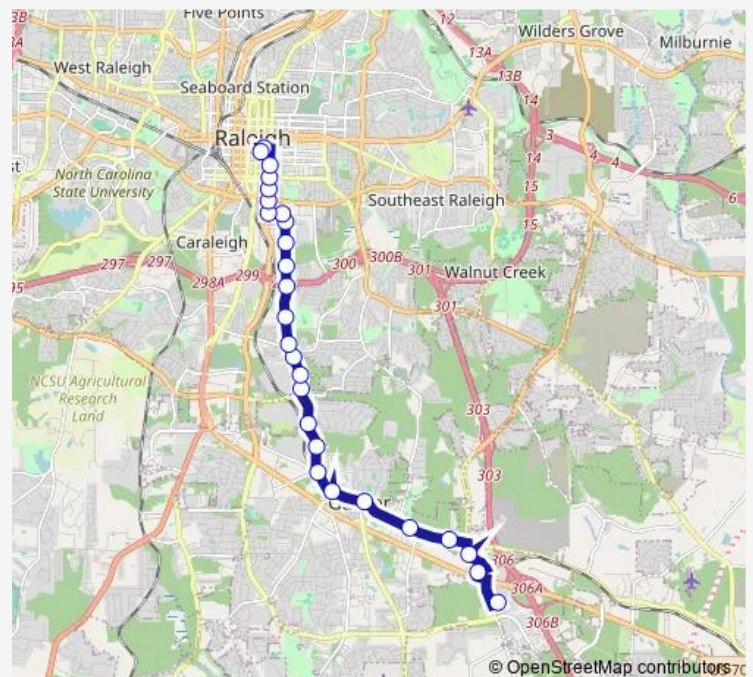 Five Points
13B
13A
12
Wilders Grove
Milburnie
West Raleigh
Seaboard Station
13A
13B
14
Raleigh
3
4
4
14
15
6
North Carolina
State University
Southeast Raleigh
Caraleigh
15
297
297
299
298A
300
300B
301
Walnut Creek
301
NCSU Agricultural
Research
Land
303
303
306
306A
306B
© OpenStreetMap contributors